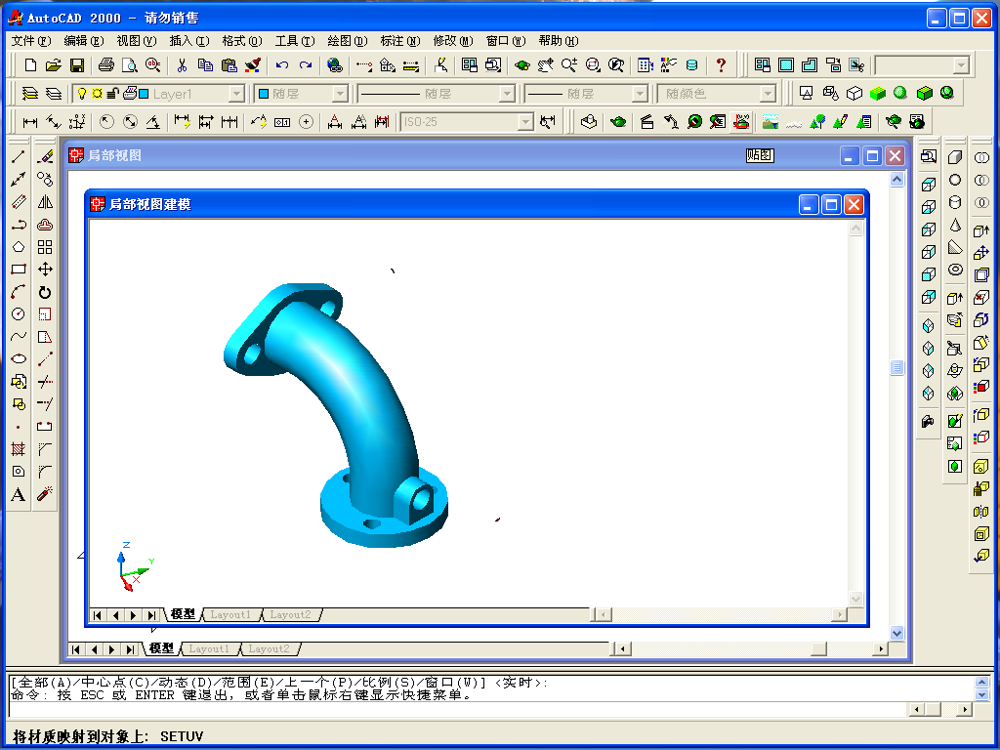 AutoCAD 2000 - 请勿销售
文件(F) 编辑(E) 视图(V) 插入(I) 格式(O) 工具(T) 绘图(D) 标注(N) 修改(M) 窗口(W) 帮助(H)
Layer1 随层 随层 随层 随颜色
ISO-25
局部视图 贴图
局部视图建模
Z
Y
X
模型 Layout1 Layout2
模型 Layout1 Layout2
[全部(A)/中心点(C)/动态(D)/范围(E)/上一个(P)/比例(S)/窗口(W)] <实时>:
命令: 按 ESC 或 ENTER 键退出, 或者单击鼠标右键显示快捷菜单。
将材质映射到对象上: SETUV